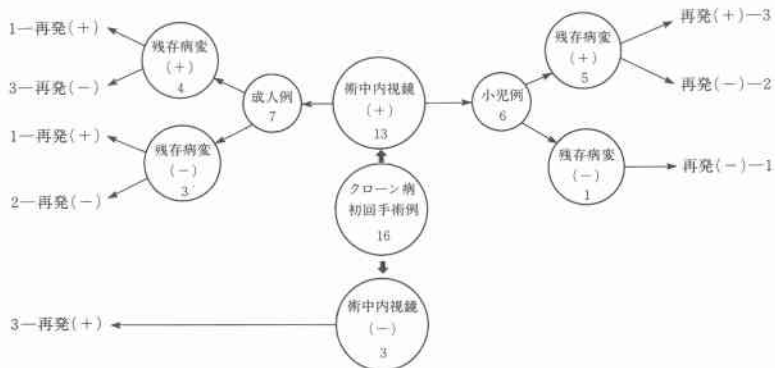 1―再発(+)
3―再発(-)
1―再発(+)
2―再発(-)
残存病変
(+)
4
残存病変
(-)
3
成人例
7
術中内視鏡
(+)
13
小児例
6
残存病変
(+)
5
残存病変
(-)
1
再発(+)―3
再発(-)―2
再発(-)―1
クローン病
初回手術例
16
術中内視鏡
(-)
3
3―再発(+)